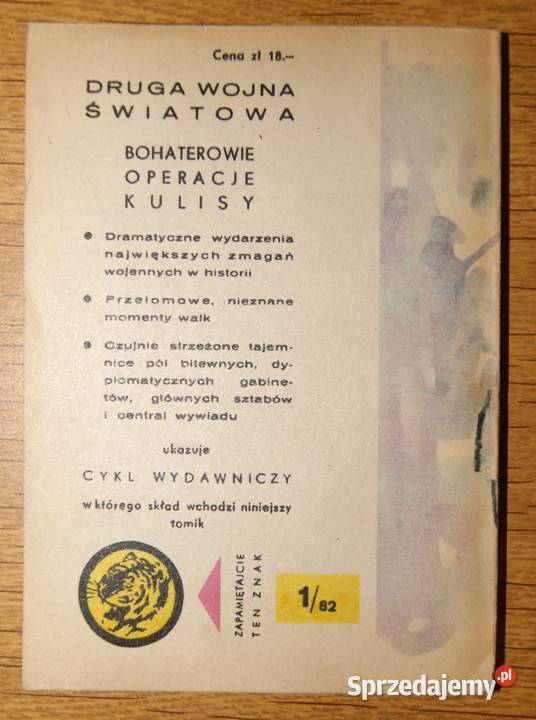 Cena zł 18.—
DRUGA WOJNA
ŚWIATOWA
BOHATEROWIE
OPERACJE
KULISY
● Dramatyczne wydarzenia
największych zmagań
wojennych w historii
● Przełomowe, nieznane
momenty walk
● Czujnie strzeżone tajem-
nice pól bitewnych, dy-
plomatycznych gabine-
tów, głównych sztabów
i central wywiadu
ukazuje
CYKL WYDAWNICZY
w którego skład wchodzi niniejszy
tomik
ZAPAMIĘTAJCIE
TEN ZNAK
1/82
Sprzedajemy.pl